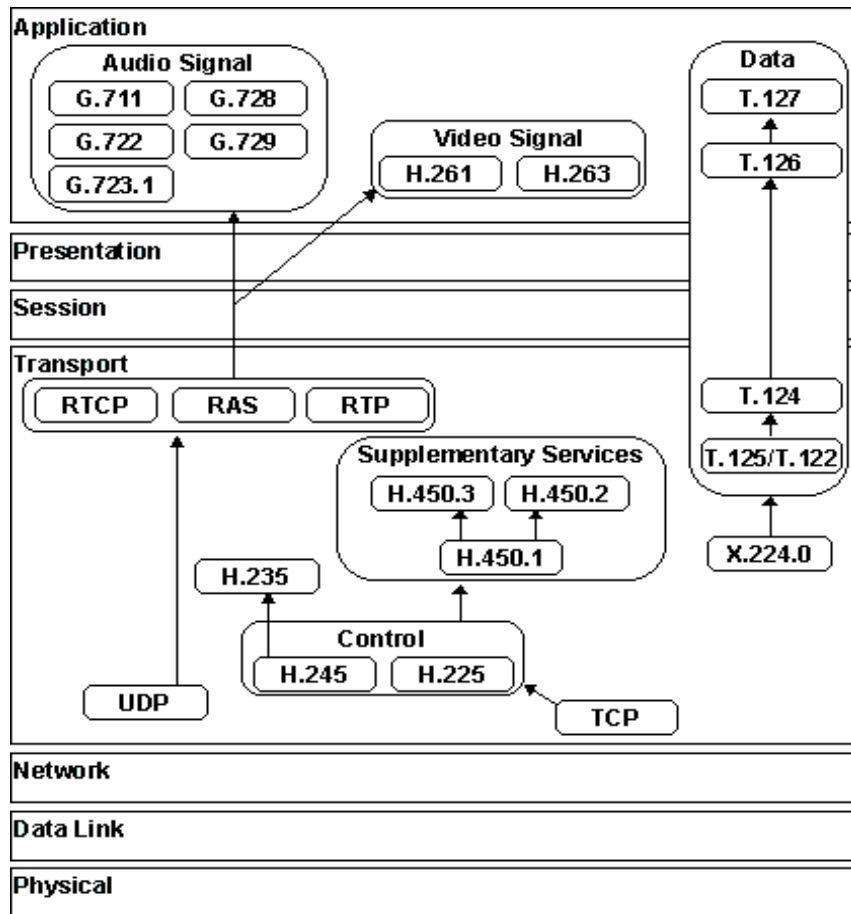 Application
Audio Signal
G.711
G.728
G.722
G.729
G.723.1
Video Signal
H.261
H.263
Data
T.127
T.126
Presentation
Session
Transport
RTCP
RAS
RTP
T.124
T.125/T.122
Supplementary Services
H.450.3
H.450.2
H.450.1
X.224.0
H.235
Control
H.245
H.225
UDP
TCP
Network
Data Link
Physical